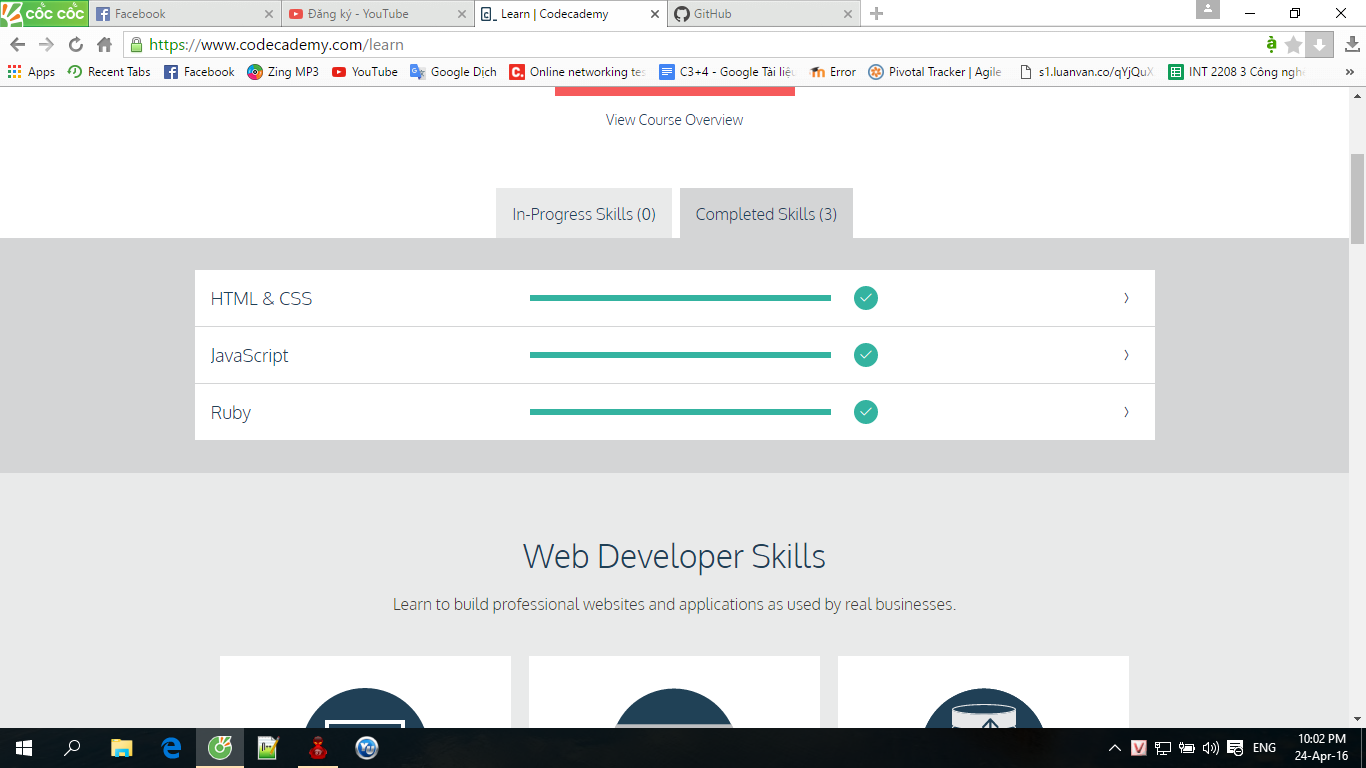 cốc cốc Facebook Đăng ký - YouTube Learn | Codecademy GitHub
https://www.codecademy.com/learn
Apps Recent Tabs Facebook Zing MP3 YouTube Google Dịch Online networking tes C3+4 - Google Tài liệu Error Pivotal Tracker | Agile s1.luanvan.co/qYjQuX INT 2208 3 Công nghệ
View Course Overview
In-Progress Skills (0) Completed Skills (3)
HTML & CSS
JavaScript
Ruby
Web Developer Skills
Learn to build professional websites and applications as used by real businesses.
ENG 10:02 PM
24-Apr-16